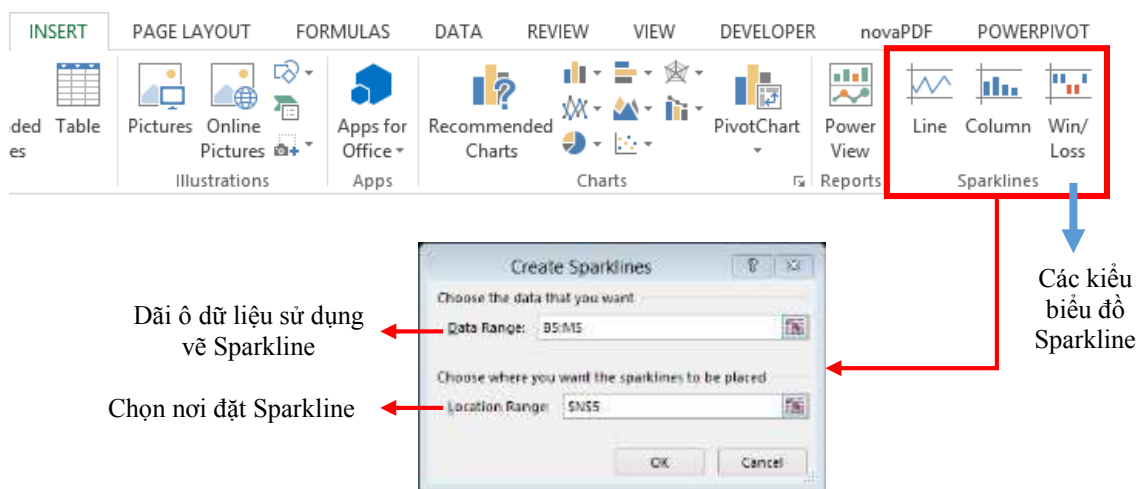 INSERT PAGE LAYOUT FORMULAS DATA REVIEW VIEW DEVELOPER novaPDF POWERPIVOT
ded Table Pictures Online Apps for Recommended PivotChart Power Line Column Win/
es Pictures Office Charts View Loss
Illustrations Apps Charts Reports Sparklines
Create Sparklines
Choose the data that you want
Data Range: B5:M5
Choose where you want the sparklines to be placed
Location Range: $N$5
OK Cancel
Dãi ô dữ liệu sử dụng
vẽ Sparkline
Chọn nơi đặt Sparkline
Các kiểu
biểu đồ
Sparkline